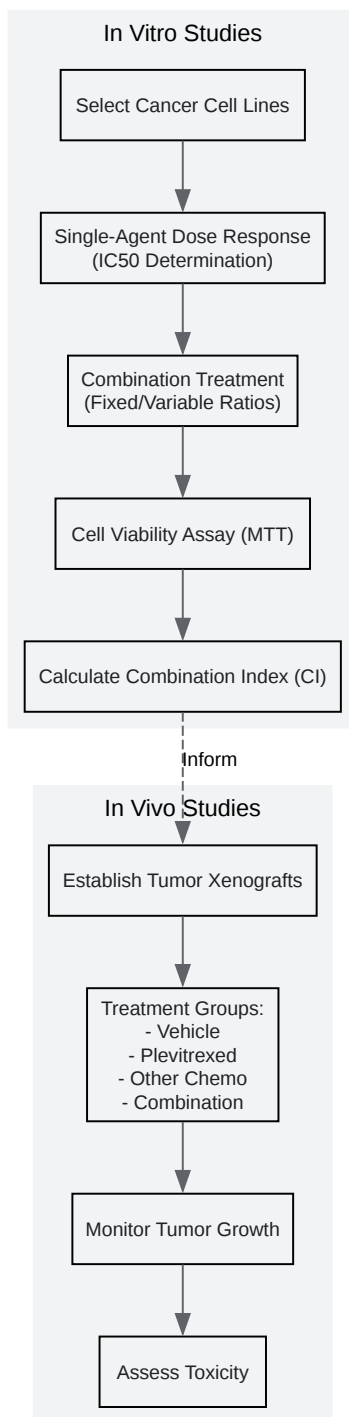 In Vitro Studies
Select Cancer Cell Lines
Single-Agent Dose Response
(IC50 Determination)
Combination Treatment
(Fixed/Variable Ratios)
Cell Viability Assay (MTT)
Calculate Combination Index (CI)
Inform
In Vivo Studies
Establish Tumor Xenografts
Treatment Groups:
- Vehicle
- Plevitrexed
- Other Chemo
- Combination
Monitor Tumor Growth
Assess Toxicity